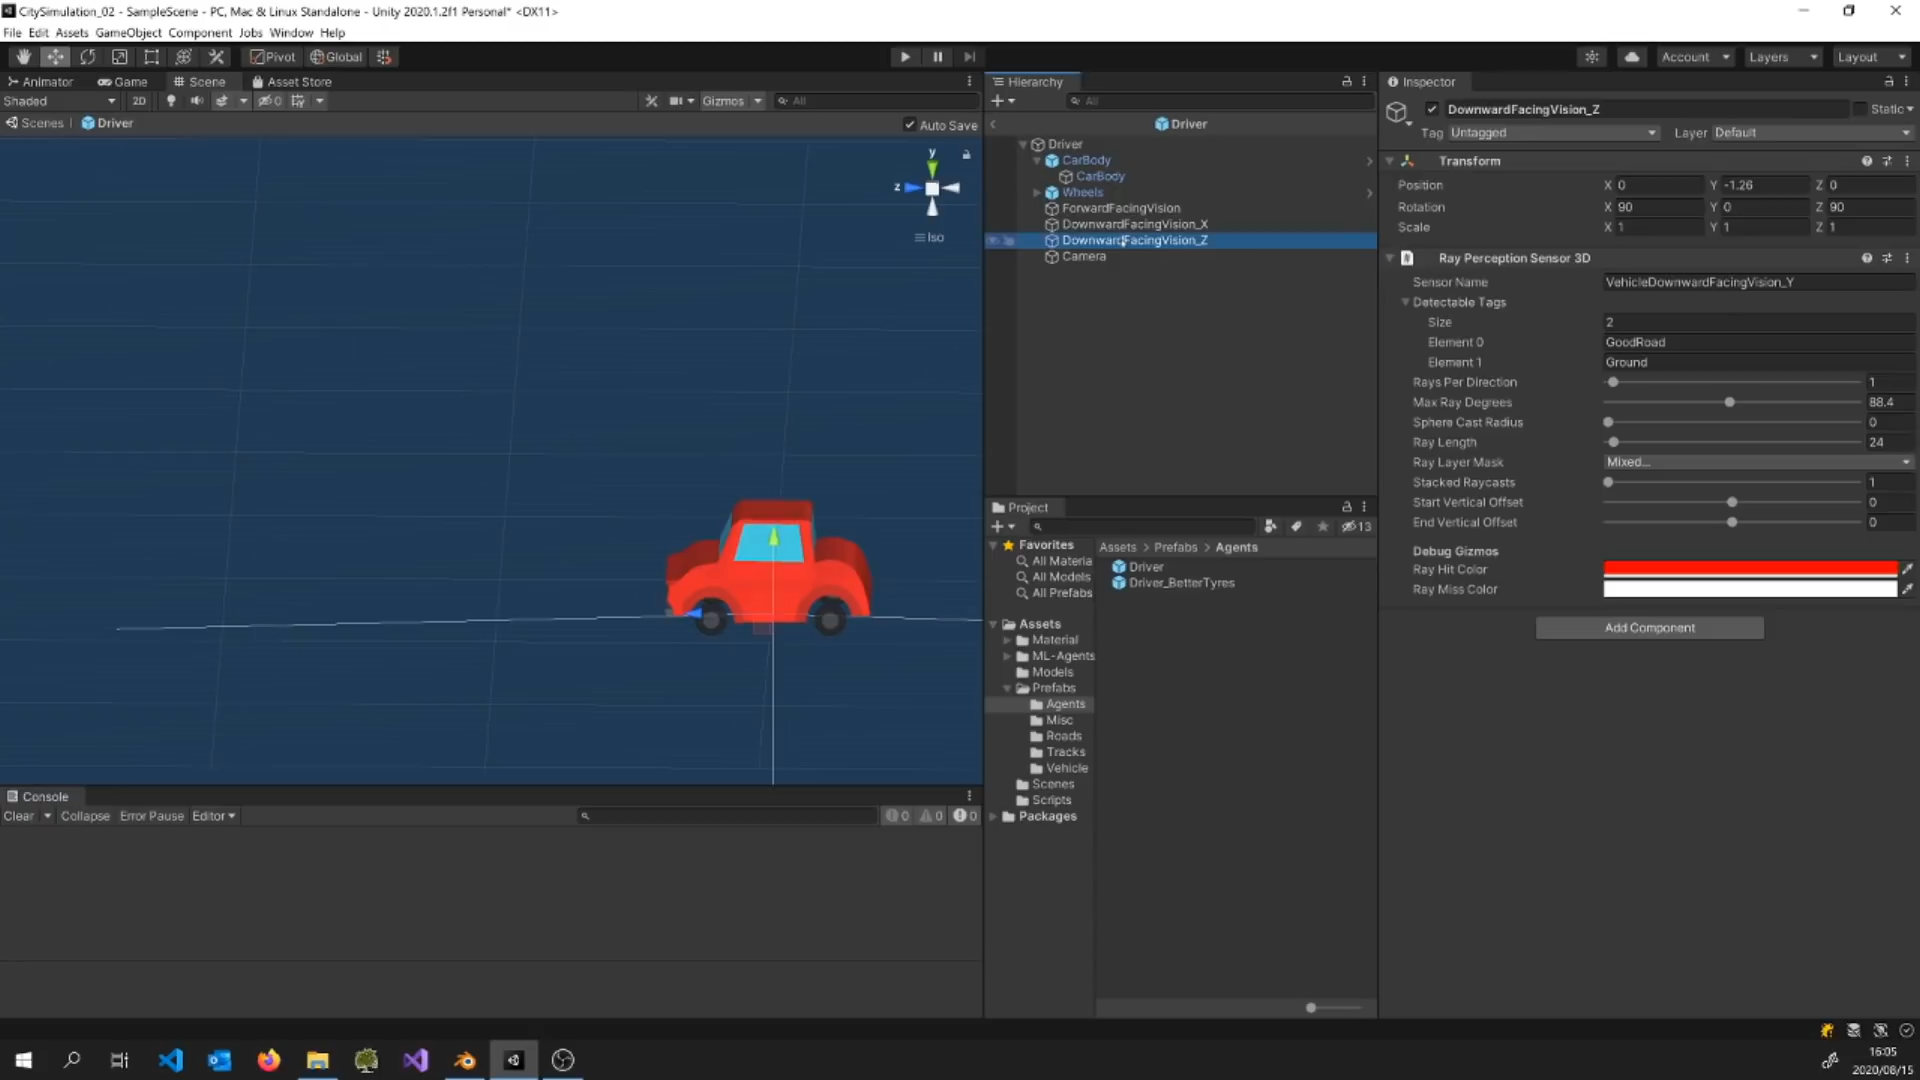 CitySimulation_02 - SampleScene - PC, Mac & Linux Standalone - Unity 2020.1.2f1 Personal* <DX11>
File Edit Assets GameObject Component Jobs Window Help
Pivot Global Account Layers Layout
Animator Game Scene Asset Store
Shaded 2D 0 Gizmos All
Scenes Driver Auto Save
y
z
Iso
Hierarchy
All
Driver
Driver
CarBody
CarBody
Wheels
ForwardFacingVision
DownwardFacingVision_X
DownwardFacingVision_Z
Camera
Project
13
Favorites
All Materia
All Models
All Prefabs
Assets
Material
ML-Agents
Models
Prefabs
Agents
Misc
Roads
Tracks
Vehicle
Scenes
Scripts
Packages
Assets > Prefabs > Agents
Driver
Driver_BetterTyres
Inspector
DownwardFacingVision_Z Static
Tag Untagged Layer Default
Transform
Position X 0 Y -1.26 Z 0
Rotation X 90 Y 0 Z 90
Scale X 1 Y 1 Z 1
Ray Perception Sensor 3D
Sensor Name VehicleDownwardFacingVision_Y
Detectable Tags
Size 2
Element 0 GoodRoad
Element 1 Ground
Rays Per Direction 1
Max Ray Degrees 88.4
Sphere Cast Radius 0
Ray Length 24
Ray Layer Mask Mixed...
Stacked Raycasts 1
Start Vertical Offset 0
End Vertical Offset 0
Debug Gizmos
Ray Hit Color
Ray Miss Color
Add Component
Console
Clear Collapse Error Pause Editor 0 0 0
16:05
2020/08/15